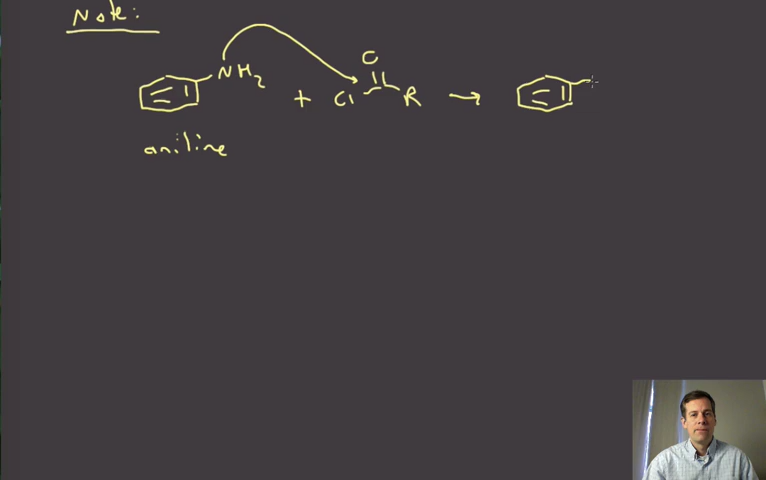 Note:
NH2
O
+ Cl R →
aniline